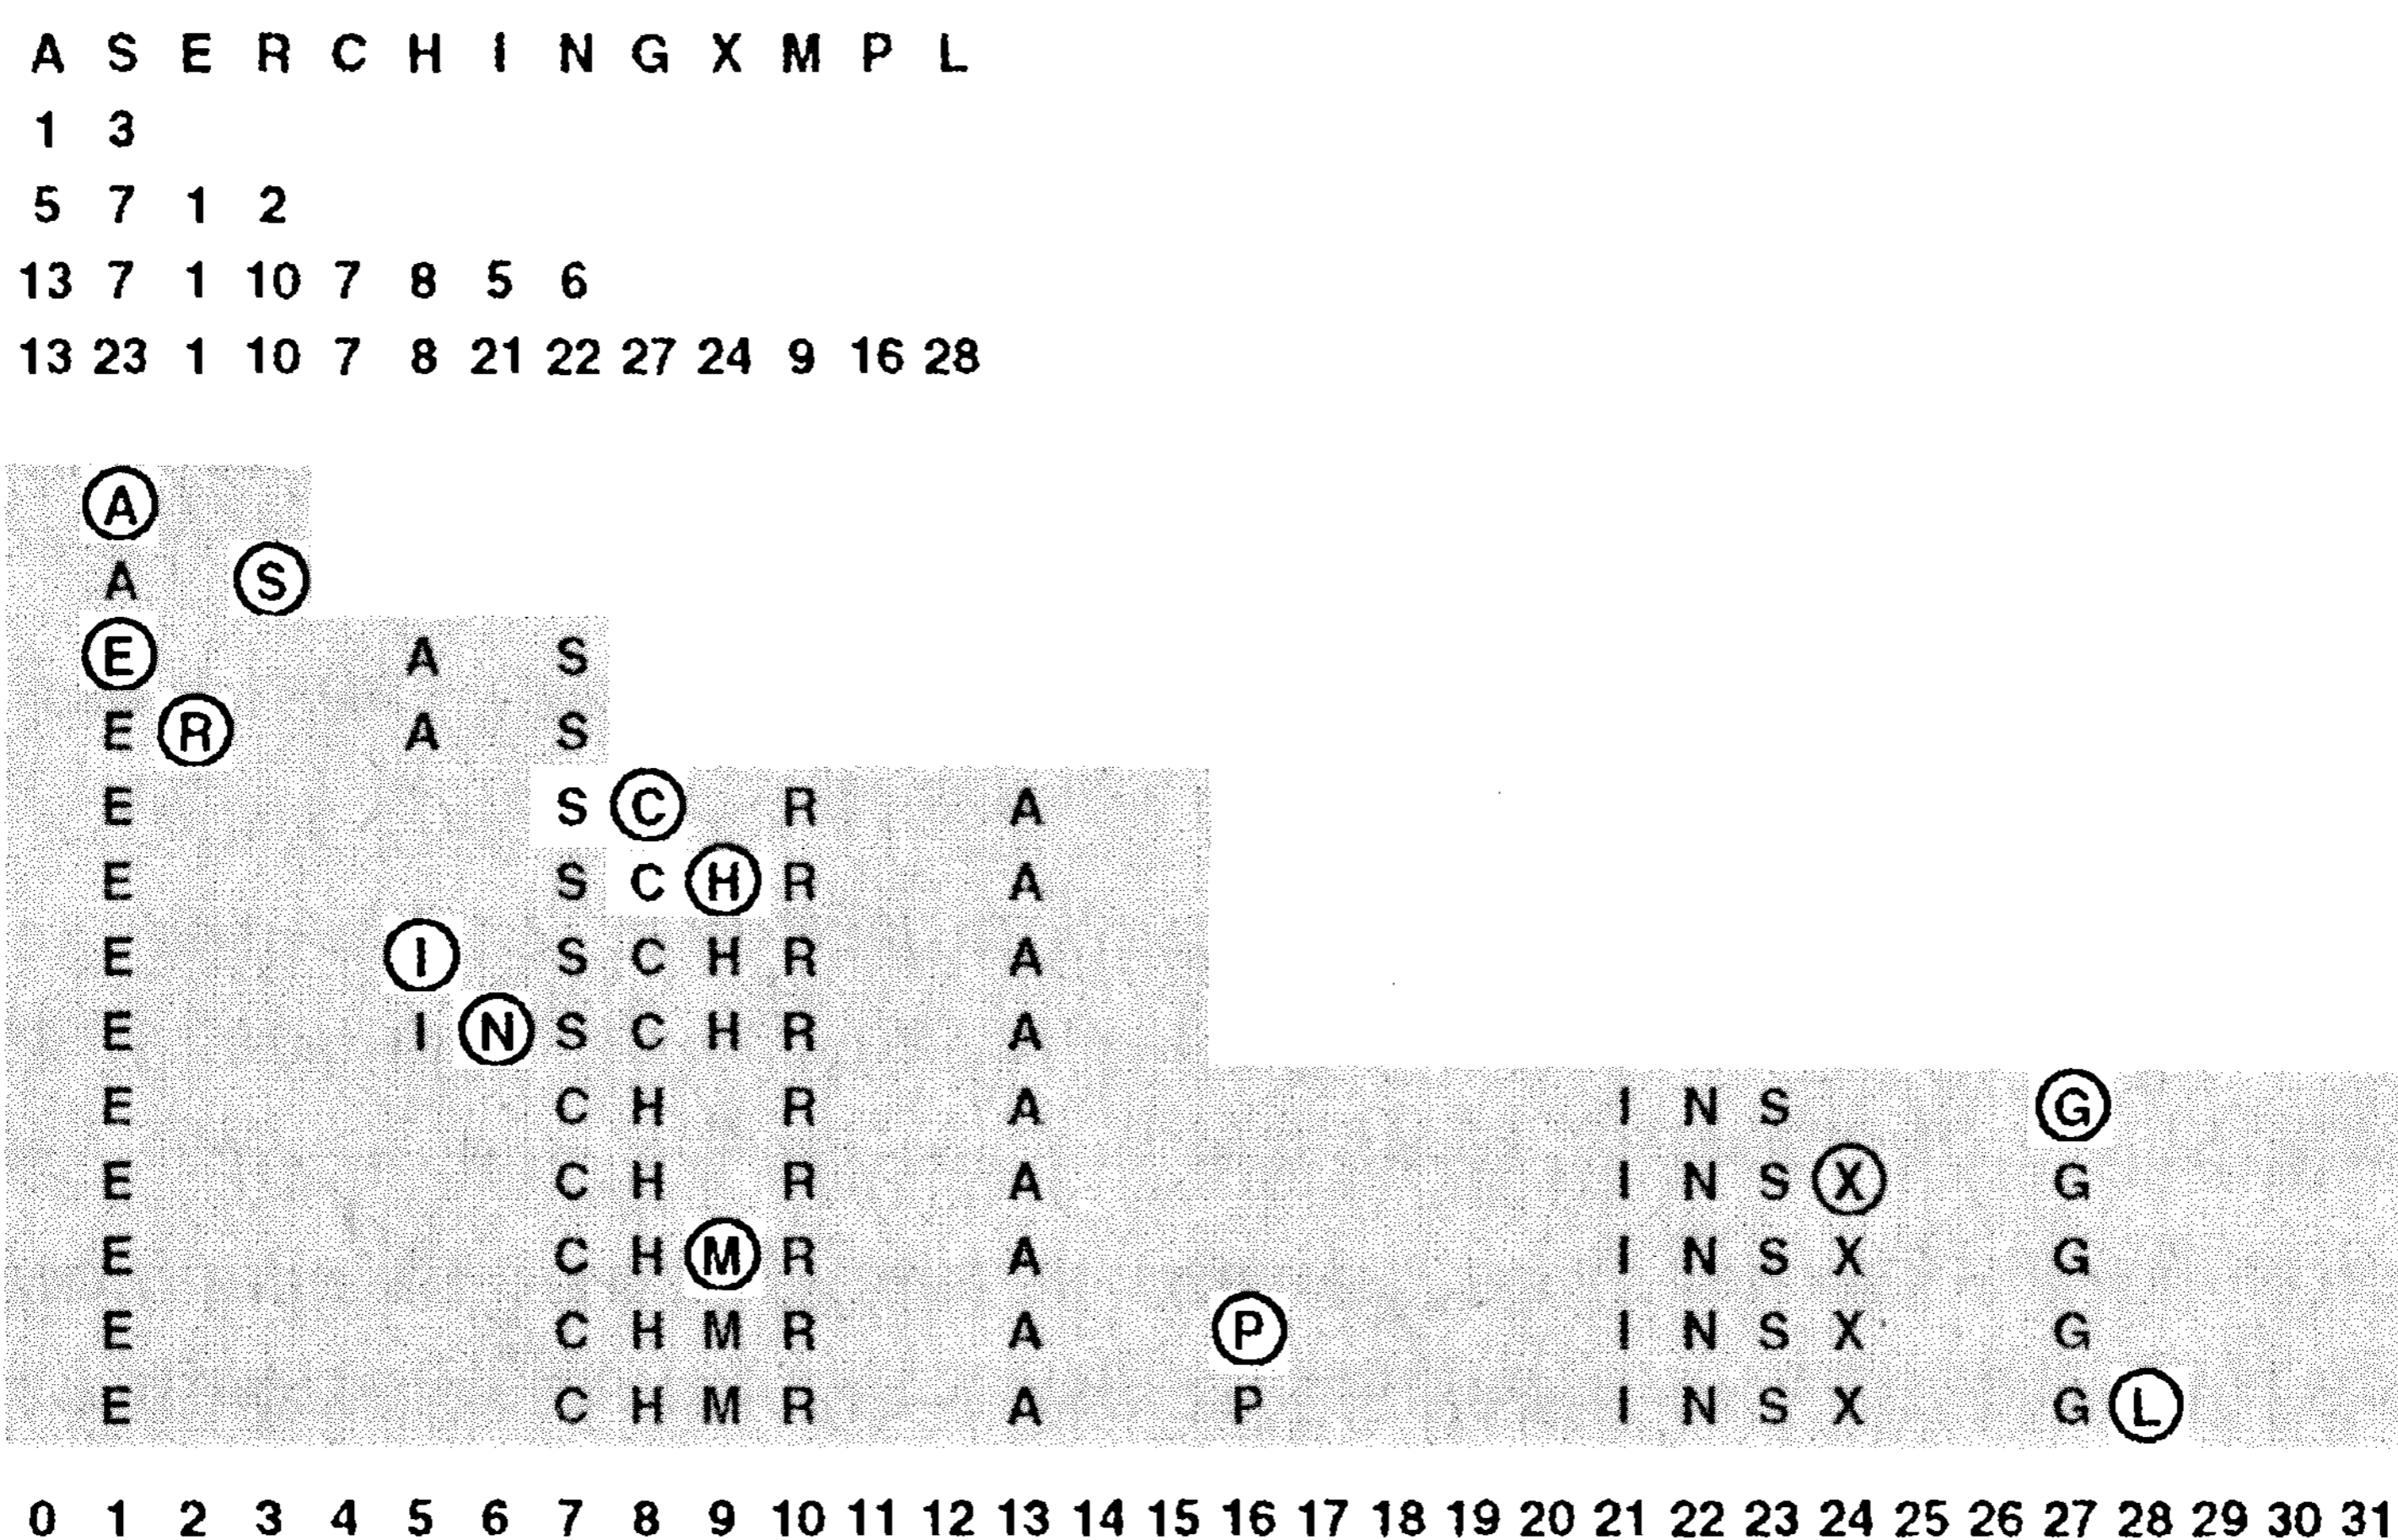 A S E R C H I N G X M P L
1 3
5 7 1 2
13 7 1 10 7 8 5 6
13 23 1 10 7 8 21 22 27 24 9 16 28
A
A S
E A S
E R A S
E S C R A
E S C H R A
E I S C H R A
E I N S C H R A
E C H R A I N S G
E C H R A I N S X G
E C H M R A I N S X G
E C H M R A P I N S X G
E C H M R A P I N S X G L
0 1 2 3 4 5 6 7 8 9 10 11 12 13 14 15 16 17 18 19 20 21 22 23 24 25 26 27 28 29 30 31